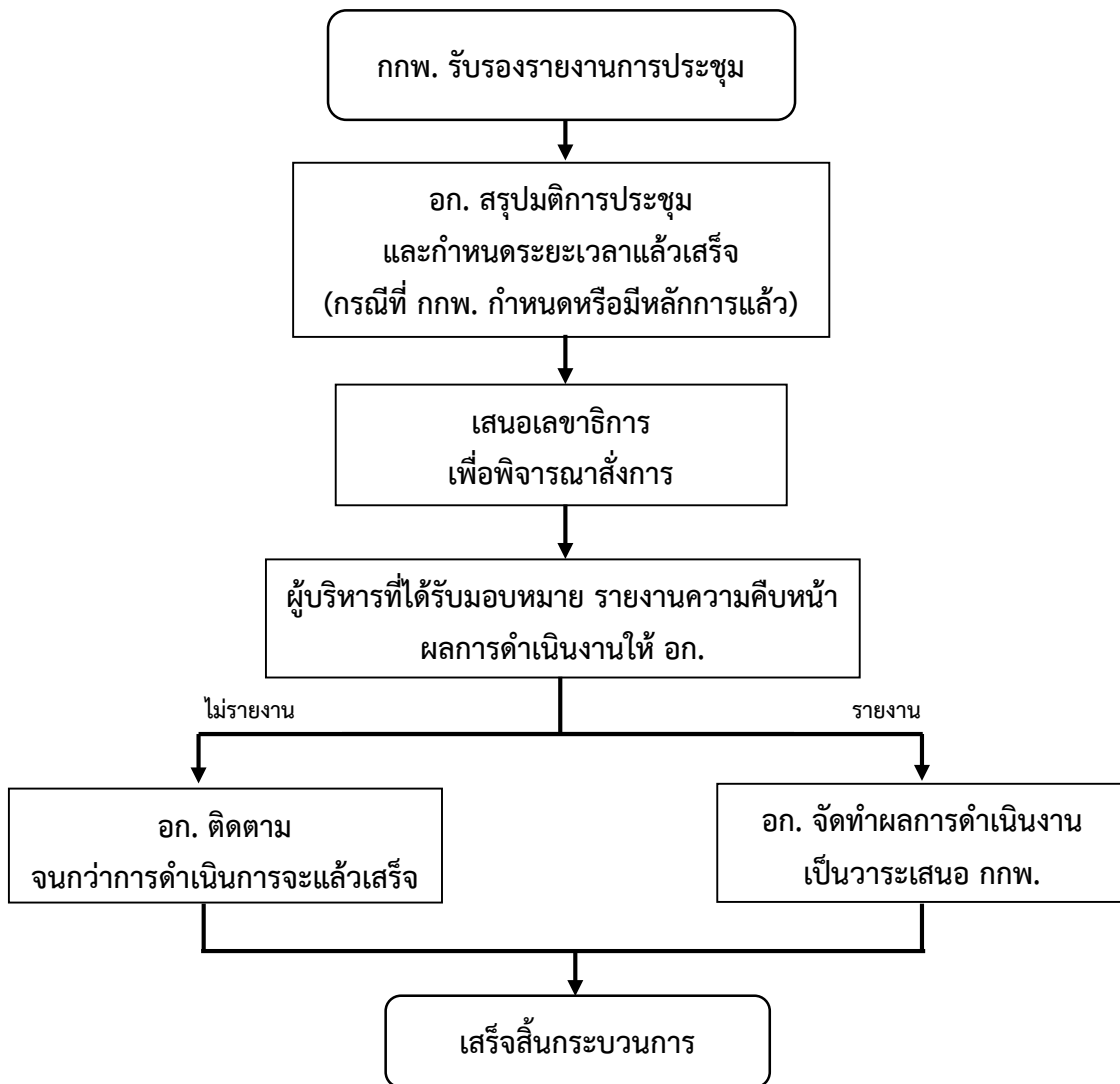 กกพ. รับรองรายงานการประชุม
อก. สรุปมติการประชุม
และกำหนดระยะเวลาแล้วเสร็จ
(กรณีที่ กกพ. กำหนดหรือมีหลักการแล้ว)
เสนอเลขาธิการ
เพื่อพิจารณาสั่งการ
ผู้บริหารที่ได้รับมอบหมาย รายงานความคืบหน้า
ผลการดำเนินงานให้ อก.
ไม่รายงาน
รายงาน
อก. ติดตาม
จนกว่าการดำเนินการจะแล้วเสร็จ
อก. จัดทำผลการดำเนินงาน
เป็นวาระเสนอ กกพ.
เสร็จสิ้นกระบวนการ